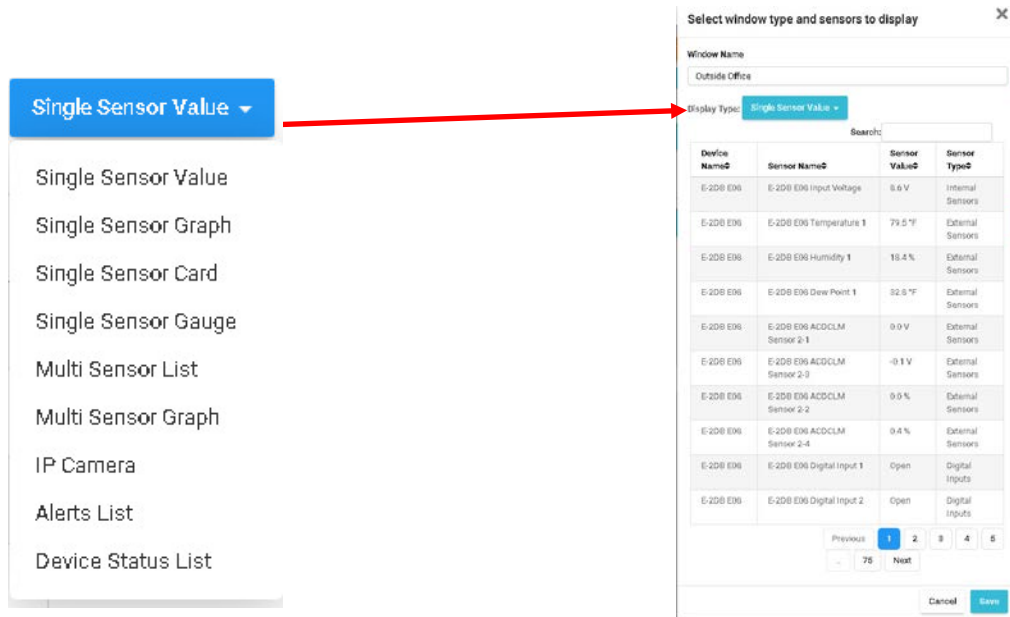 Single Sensor Value
Single Sensor Value
Single Sensor Graph
Single Sensor Card
Single Sensor Gauge
Multi Sensor List
Multi Sensor Graph
IP Camera
Alerts List
Device Status List
Select window type and sensors to display
Window Name
Outside Office
Display Type: Single Sensor Value
Search:
Device Name Sensor Name Sensor Value Sensor Type
E-2D8 E06 E-2D8 E06 Input Voltage 8.6 V Internal Sensors
E-2D8 E06 E-2D8 E06 Temperature 1 79.5 °F External Sensors
E-2D8 E06 E-2D8 E06 Humidity 1 18.4 % External Sensors
E-2D8 E06 E-2D8 E06 Dew Point 1 32.6 °F External Sensors
E-2D8 E06 E-2D8 E06 ACDCLM Sensor 2-1 0.0 V External Sensors
E-2D8 E06 E-2D8 E06 ACDCLM Sensor 2-3 -0.1 V External Sensors
E-2D8 E06 E-2D8 E06 ACDCLM Sensor 2-2 0.0 % External Sensors
E-2D8 E06 E-2D8 E06 ACDCLM Sensor 2-4 0.4 % External Sensors
E-2D8 E06 E-2D8 E06 Digital Input 1 Open Digital Inputs
E-2D8 E06 E-2D8 E06 Digital Input 2 Open Digital Inputs
Previous 1 2 3 4 5
… 75 Next
Cancel Save